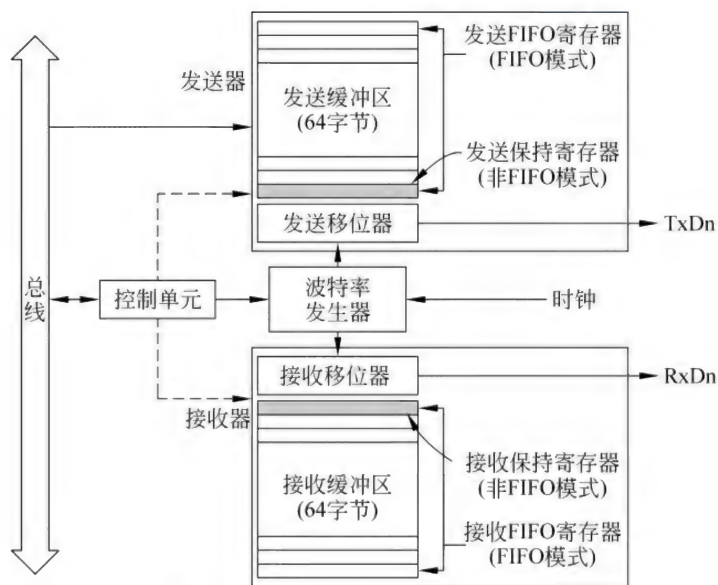 发送器
发送缓冲区
(64字节)
发送FIFO寄存器
(FIFO模式)
发送保持寄存器
(非FIFO模式)
发送移位器
TxDn
总线
控制单元
波特率
发生器
时钟
接收移位器
RxDn
接收器
接收缓冲区
(64字节)
接收保持寄存器
(非FIFO模式)
接收FIFO寄存器
(FIFO模式)